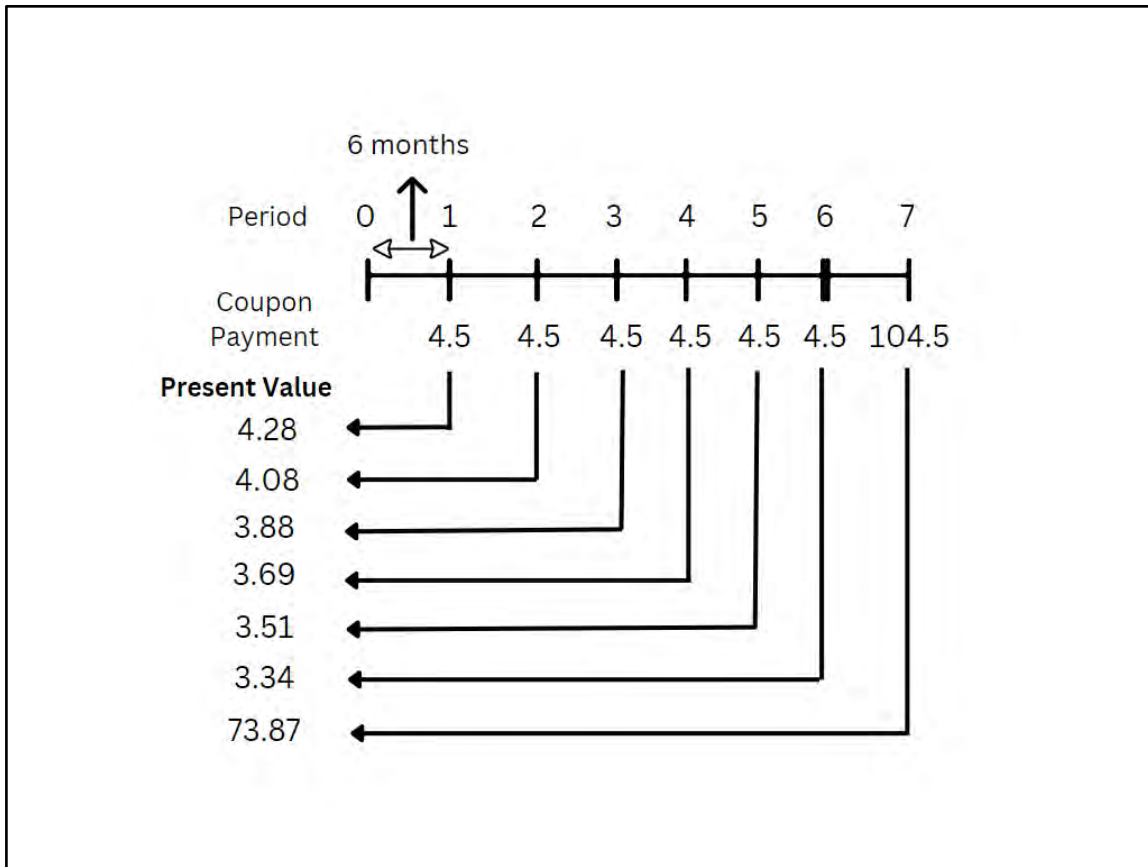 6 months
Period 0 1 2 3 4 5 6 7
Coupon
Payment 4.5 4.5 4.5 4.5 4.5 4.5 104.5
Present Value
4.28
4.08
3.88
3.69
3.51
3.34
73.87